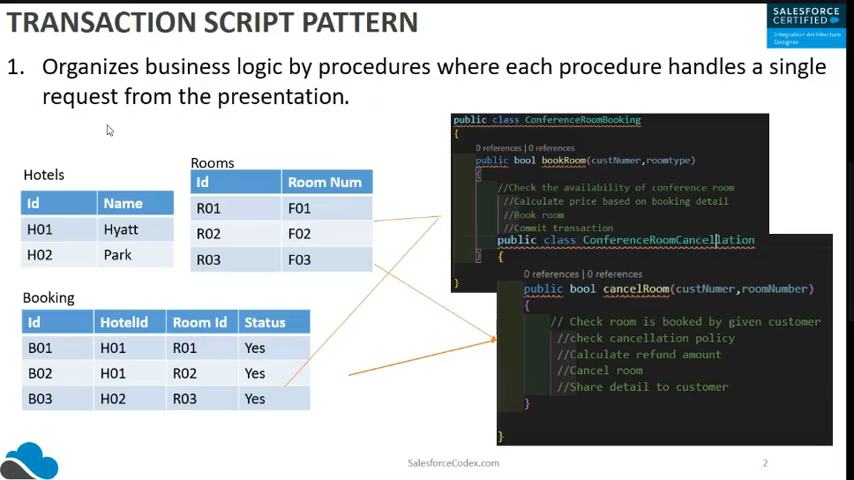 TRANSACTION SCRIPT PATTERN
SALESFORCE
CERTIFIED
Integration Architecture
Designer
1. Organizes business logic by procedures where each procedure handles a single
request from the presentation.
Hotels
Id Name
H01 Hyatt
H02 Park
Rooms
Id Room Num
R01 F01
R02 F02
R03 F03
Booking
Id HotelId Room Id Status
B01 H01 R01 Yes
B02 H01 R02 Yes
B03 H02 R03 Yes
public class ConferenceRoomBooking
{
0 references | 0 references
public bool bookRoom(custNumer,roomtype)
{
//Check the availability of conference room
//Calculate price based on booking detail
//Book room
//Commit transaction
}
}
public class ConferenceRoomCancellation
{
0 references | 0 references
public bool cancelRoom(custNumer,roomNumber)
{
// Check room is booked by given customer
//check cancellation policy
//Calculate refund amount
//Cancel room
//Share detail to customer
}
}
SalesforceCodex.com
2